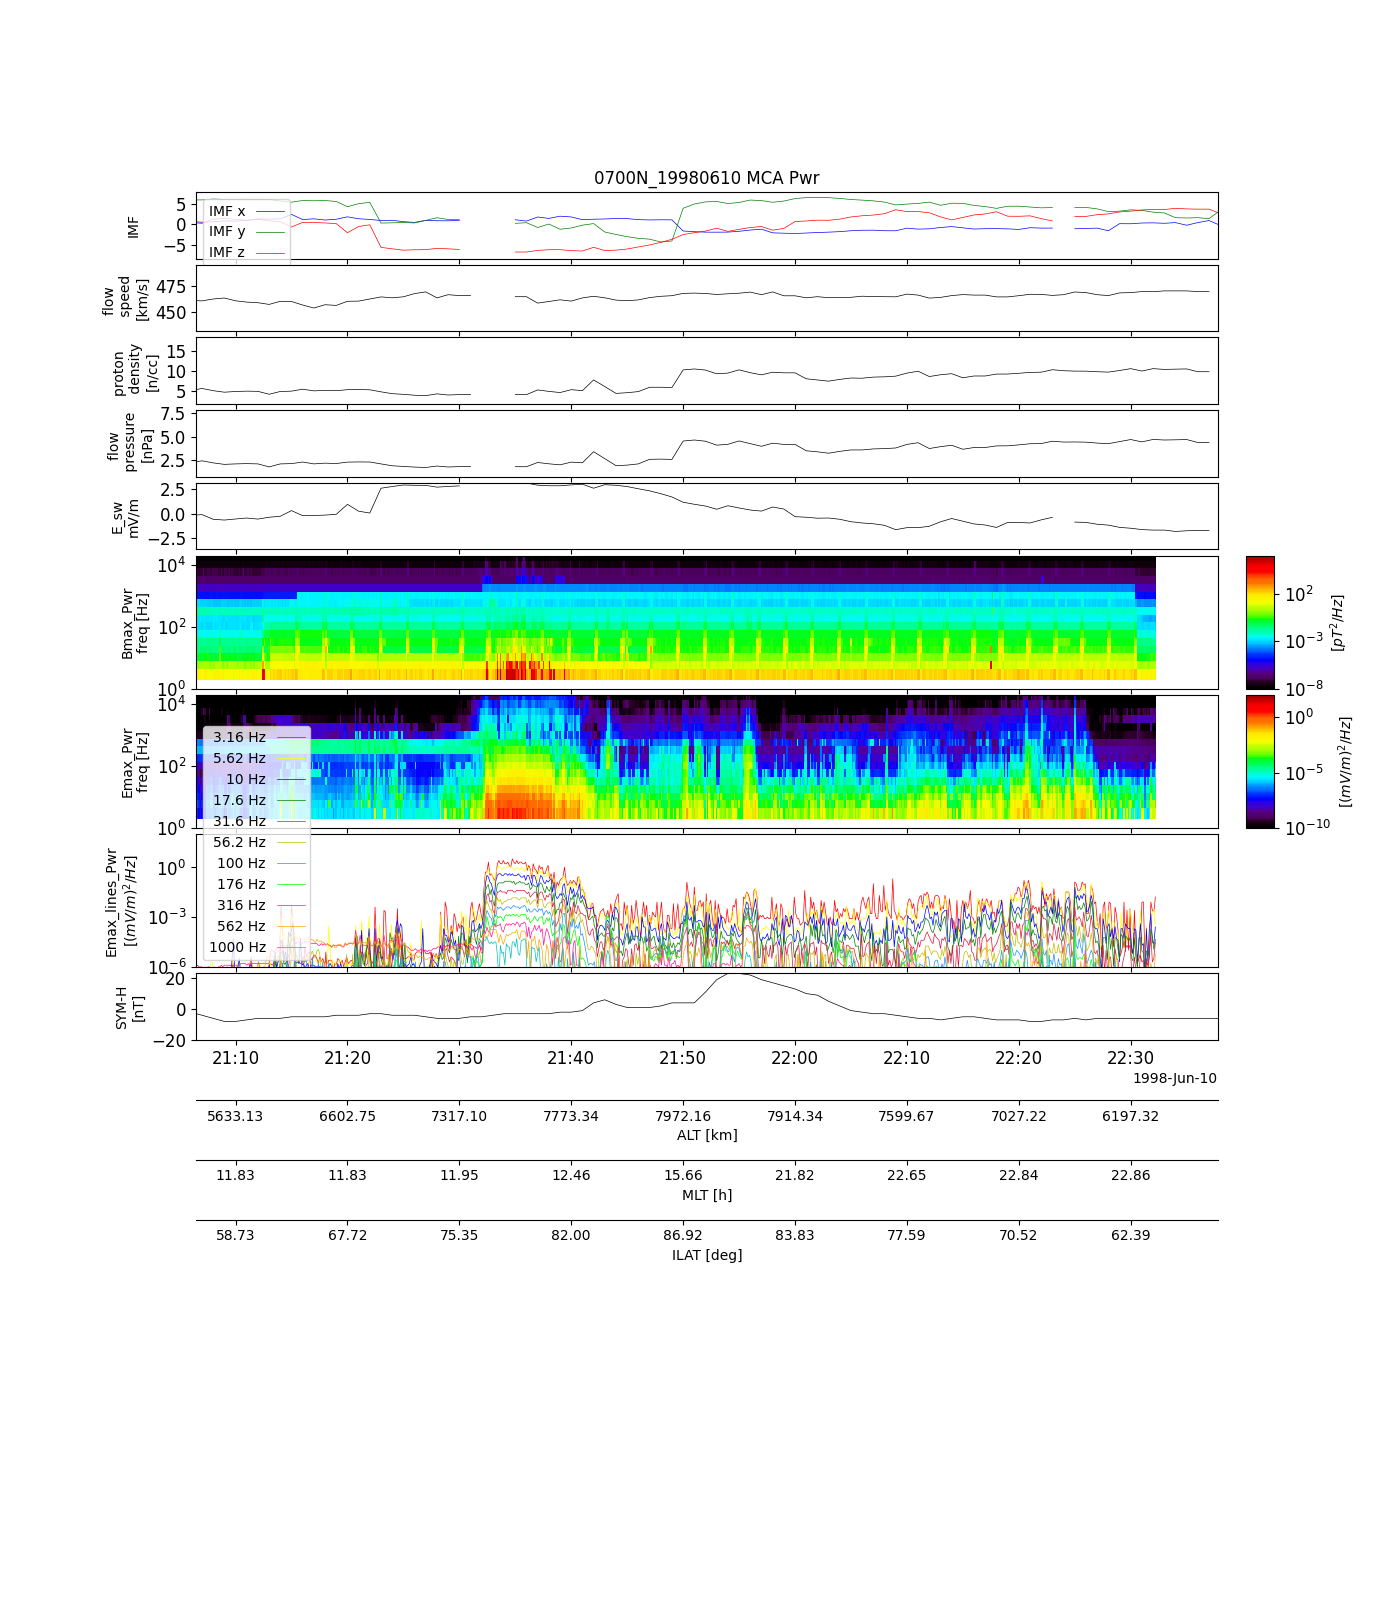 0700N_19980610 MCA Pwr
IMF
5
0
−5
IMF x
IMF y
IMF z
flow
speed
[km/s]
475
450
proton
density
[n/cc]
15
10
5
flow
pressure
[nPa]
7.5
5.0
2.5
E_sw
mV/m
2.5
0.0
−2.5
Bmax_Pwr
freq [Hz]
10^4
10^2
10^0
10^2
10^−3
10^−8
[pT^2/Hz]
Emax_Pwr
freq [Hz]
10^4
10^2
10^0
10^0
10^−5
10^−10
[(mV/m)^2/Hz]
3.16 Hz
5.62 Hz
10 Hz
17.6 Hz
31.6 Hz
56.2 Hz
100 Hz
176 Hz
316 Hz
562 Hz
1000 Hz
Emax_lines_Pwr
[(mV/m)^2/Hz]
10^0
10^−3
10^−6
SYM-H
[nT]
20
0
−20
21:10 21:20 21:30 21:40 21:50 22:00 22:10 22:20 22:30
1998-Jun-10
5633.13 6602.75 7317.10 7773.34 7972.16 7914.34 7599.67 7027.22 6197.32
ALT [km]
11.83 11.83 11.95 12.46 15.66 21.82 22.65 22.84 22.86
MLT [h]
58.73 67.72 75.35 82.00 86.92 83.83 77.59 70.52 62.39
ILAT [deg]